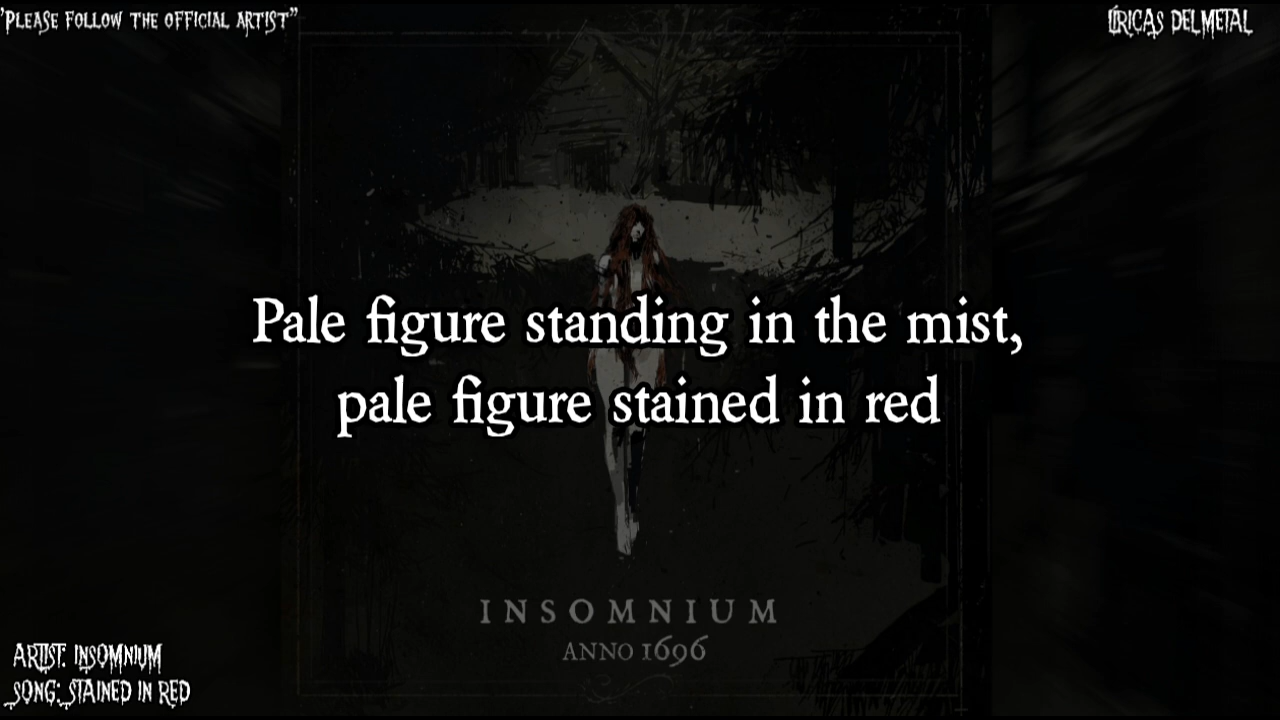 "PLEASE FOLLOW THE OFFICIAL ARTIST"
LÍRICAS DEL METAL
Pale figure standing in the mist,
pale figure stained in red
INSOMNIUM
ANNO 1696
ARTIST: INSOMNIUM
SONG: STAINED IN RED